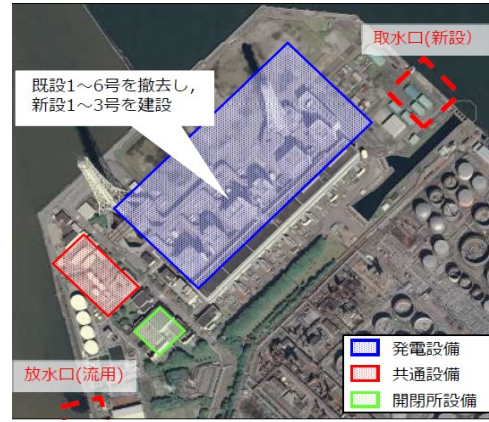 取水口(新設)
既設1～6号を撤去し,
新設1～3号を建設
放水口(流用)
発電設備
共通設備
開閉所設備